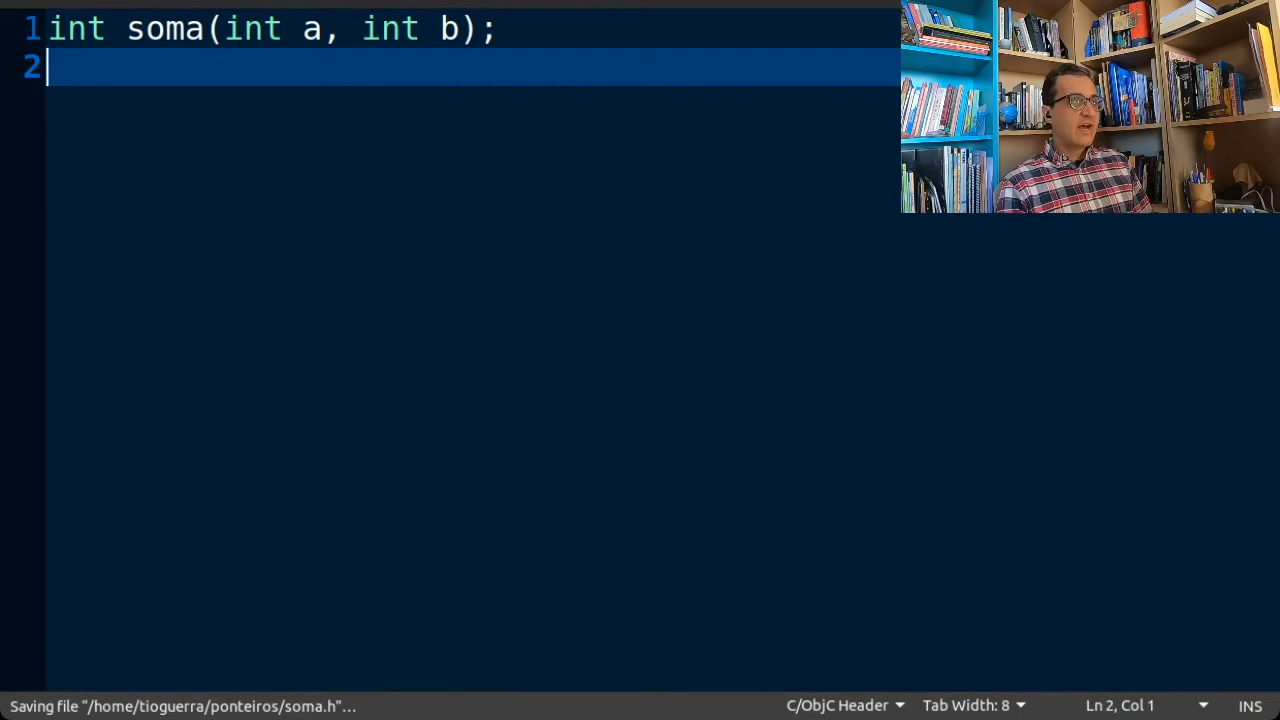 1 int soma(int a, int b);
2
Saving file “/home/tioguerra/ponteiros/soma.h”… C/ObjC Header Tab Width: 8 Ln 2, Col 1 INS